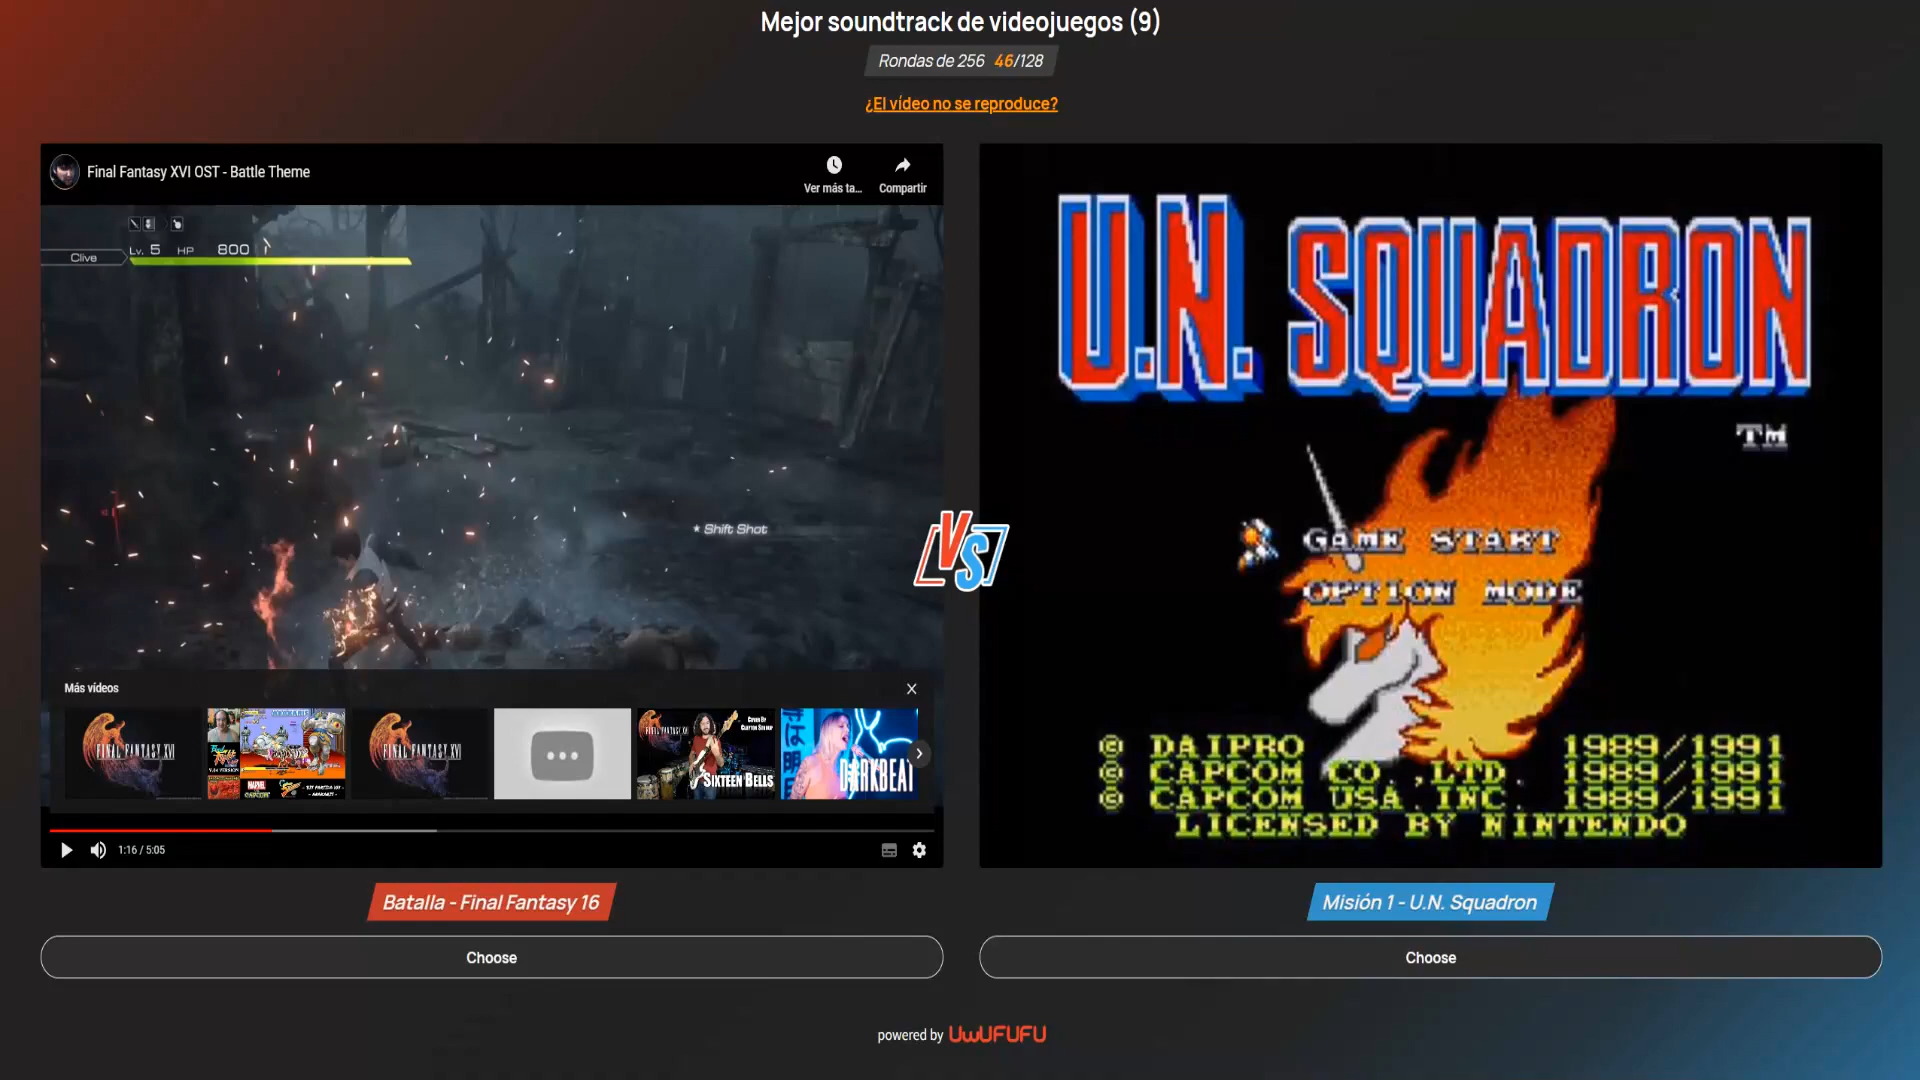 Mejor soundtrack de videojuegos (9)
Rondas de 256 46/128
¿El vídeo no se reproduce?
Final Fantasy XVI OST - Battle Theme
Ver más ta...
Compartir
Clive
Lv. 5 HP 800
★ Shift Shot
Más vídeos
FINAL FANTASY XVI
FINAL FANTASY XVI
SIXTEEN BELLS
DARKBEAT
1:16 / 5:05
VS
U.N. SQUADRON
TM
GAME START
OPTION MODE
© DAIPRO 1989/1991
© CAPCOM CO.,LTD. 1989/1991
© CAPCOM USA.INC. 1989/1991
LICENSED BY NINTENDO
Batalla - Final Fantasy 16
Misión 1 - U.N. Squadron
Choose
Choose
powered by UwUFUFU